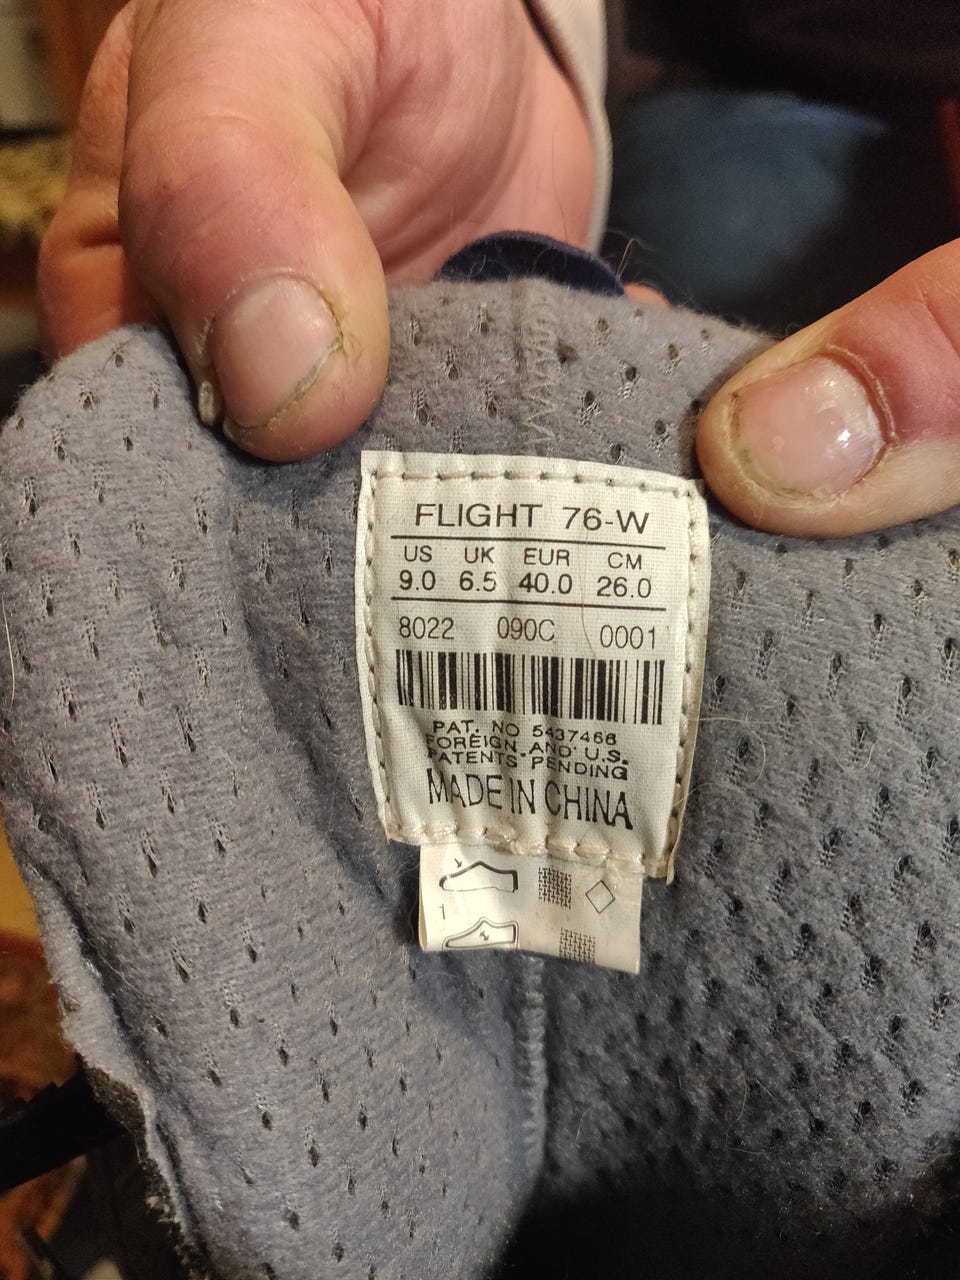 FLIGHT 76-W
US UK EUR CM
9.0 6.5 40.0 26.0
8022 090C 0001
PAT. NO 5437466
FOREIGN AND U.S.
PATENTS PENDING
MADE IN CHINA
1